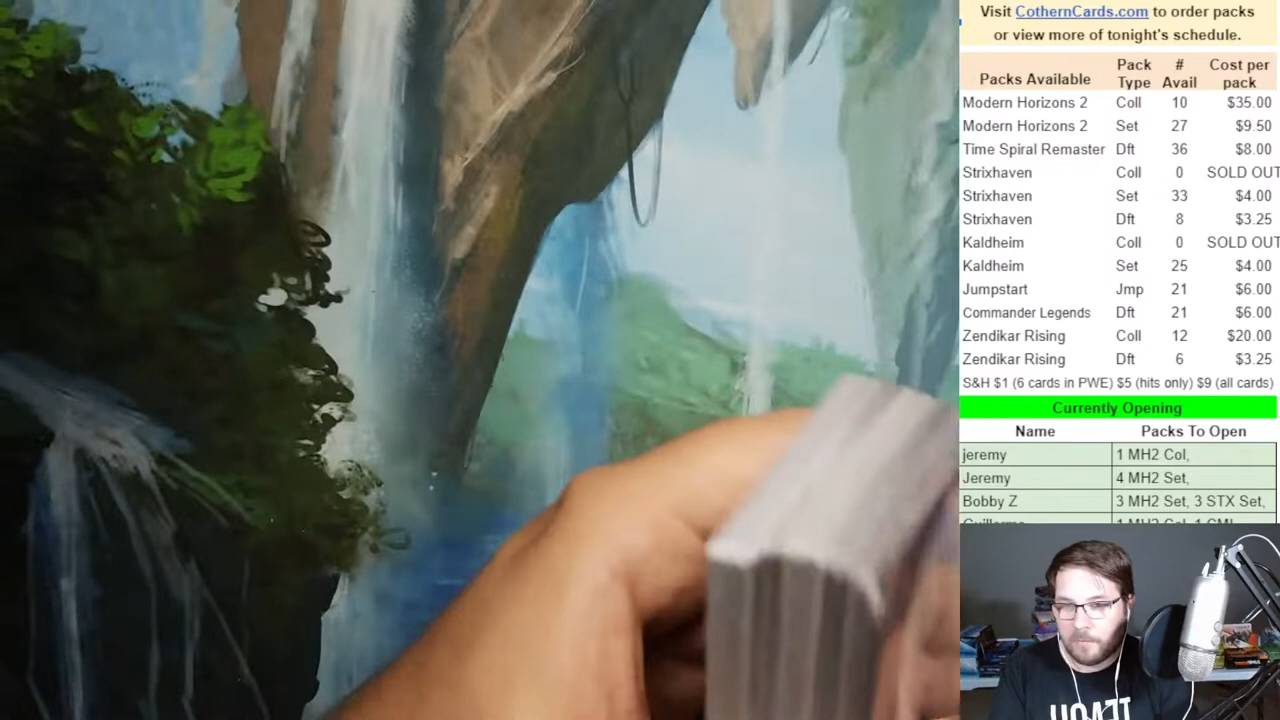 Visit CothernCards.com to order packs
or view more of tonight's schedule.
Packs Available Pack Type # Avail Cost per pack
Modern Horizons 2 Coll 10 $35.00
Modern Horizons 2 Set 27 $9.50
Time Spiral Remaster Dft 36 $8.00
Strixhaven Coll 0 SOLD OUT
Strixhaven Set 33 $4.00
Strixhaven Dft 8 $3.25
Kaldheim Coll 0 SOLD OUT
Kaldheim Set 25 $4.00
Jumpstart Jmp 21 $6.00
Commander Legends Dft 21 $6.00
Zendikar Rising Coll 12 $20.00
Zendikar Rising Dft 6 $3.25
S&H $1 (6 cards in PWE) $5 (hits only) $9 (all cards)
Currently Opening
Name Packs To Open
jeremy 1 MH2 Col,
Jeremy 4 MH2 Set,
Bobby Z 3 MH2 Set, 3 STX Set,